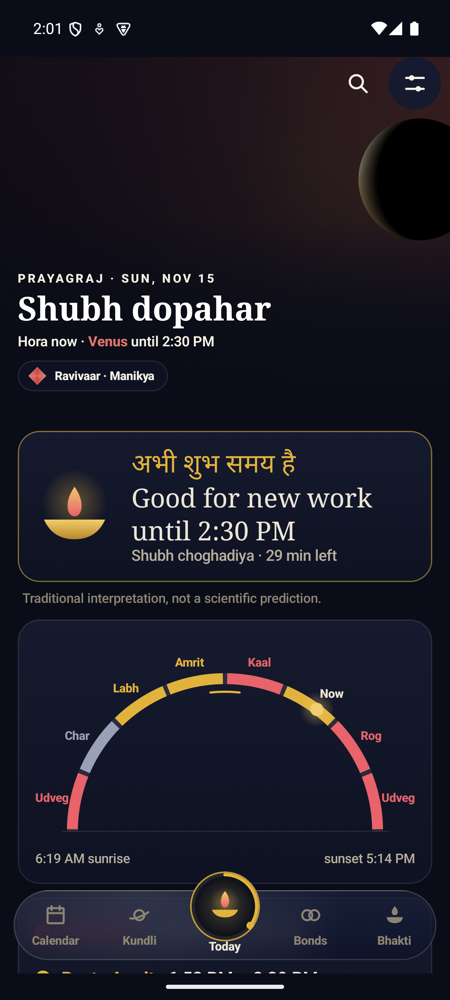 2:01
PRAYAGRAJ · SUN, NOV 15
Shubh dopahar
Hora now · Venus until 2:30 PM
Ravivaar · Manikya
अभी शुभ समय है
Good for new work
until 2:30 PM
Shubh choghadiya · 29 min left
Traditional interpretation, not a scientific prediction.
Amrit Kaal
Labh Now
Char Rog
Udveg Udveg
6:19 AM sunrise sunset 5:14 PM
Calendar Kundli Today Bonds Bhakti